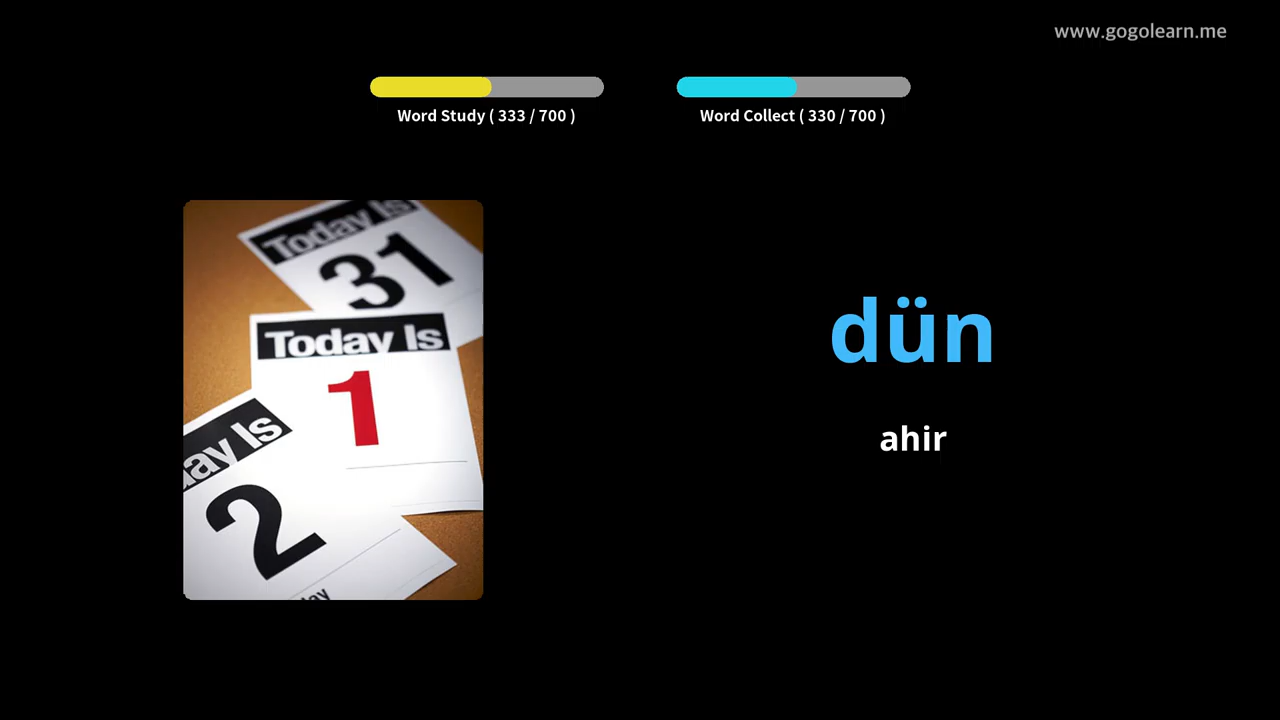 www.gogolearn.me
Word Study ( 333 / 700 )
Word Collect ( 330 / 700 )
Today Is
31
Today Is
1
ay Is
2
dün
ahir